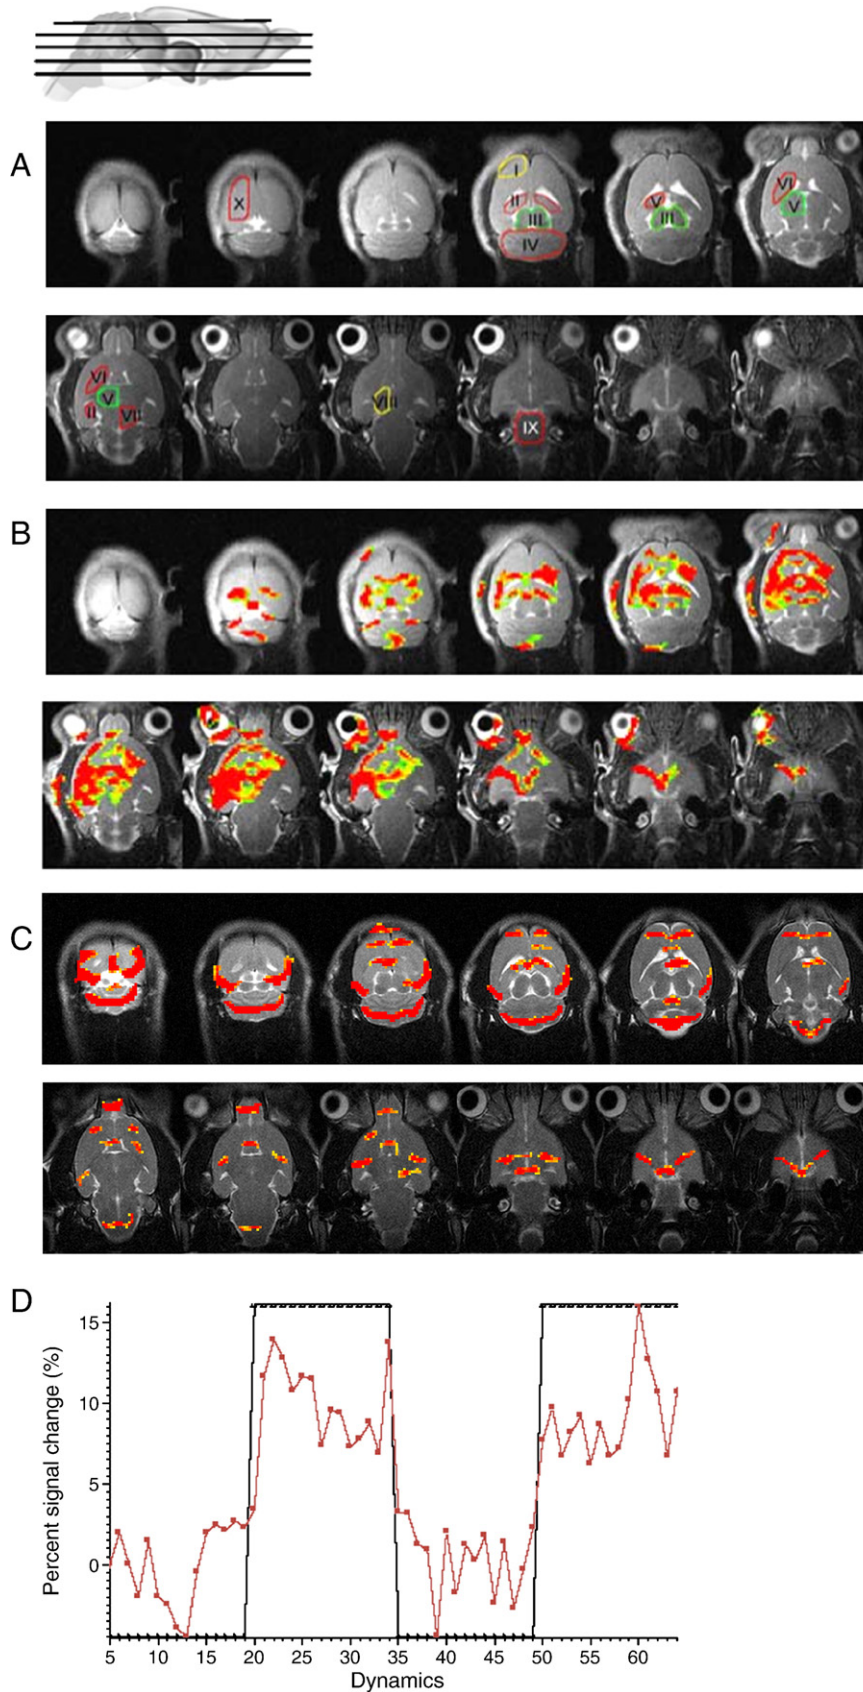 A
X
I
II
III
IV
V
III
VI
V
VI
V
II
VII
VIII
IX
B
C
D
Percent signal change (%)
15
10
5
0
5 10 15 20 25 30 35 40 45 50 55 60
Dynamics